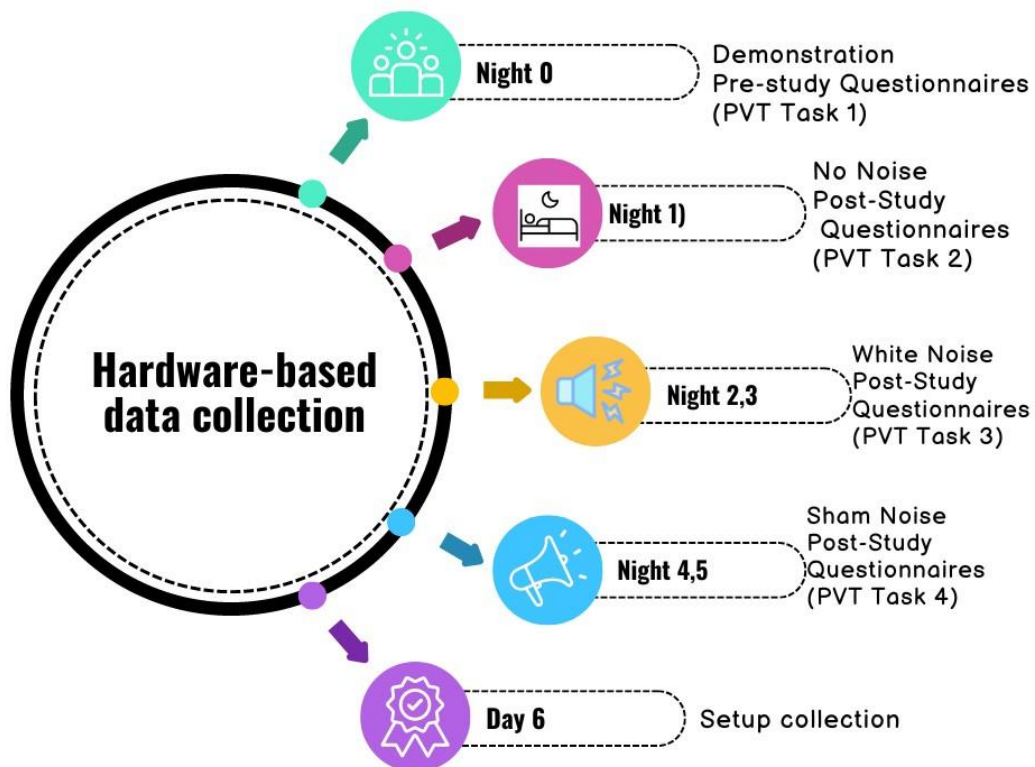 Night 0
Demonstration
Pre-study Questionnaires
(PVT Task 1)
Night 1)
No Noise
Post-Study
Questionnaires
(PVT Task 2)
Hardware-based
data collection
Night 2,3
White Noise
Post-Study
Questionnaires
(PVT Task 3)
Night 4,5
Sham Noise
Post-Study
Questionnaires
(PVT Task 4)
Day 6
Setup collection